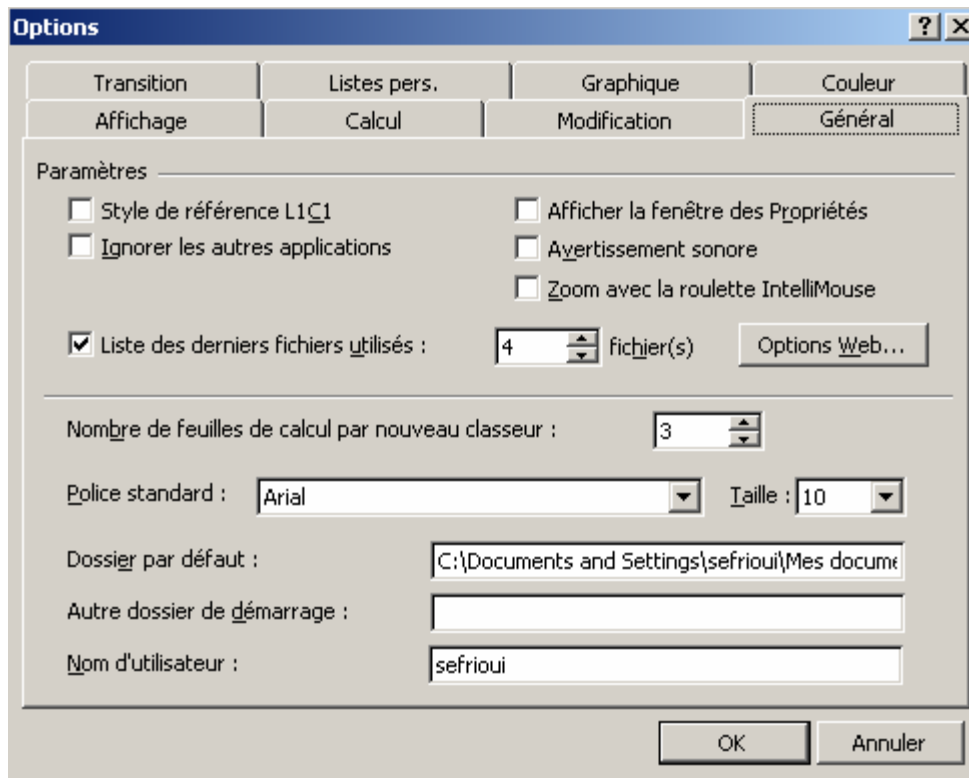 Options
Transition Listes pers. Graphique Couleur
Affichage Calcul Modification Général
Paramètres
Style de référence L1C1 Afficher la fenêtre des Propriétés
Ignorer les autres applications Avertissement sonore
Zoom avec la roulette IntelliMouse
Liste des derniers fichiers utilisés : 4 fichier(s) Options Web...
Nombre de feuilles de calcul par nouveau classeur : 3
Police standard : Arial Taille : 10
Dossier par défaut : C:\Documents and Settings\sefrioui\Mes docume
Autre dossier de démarrage :
Nom d'utilisateur : sefrioui
OK Annuler